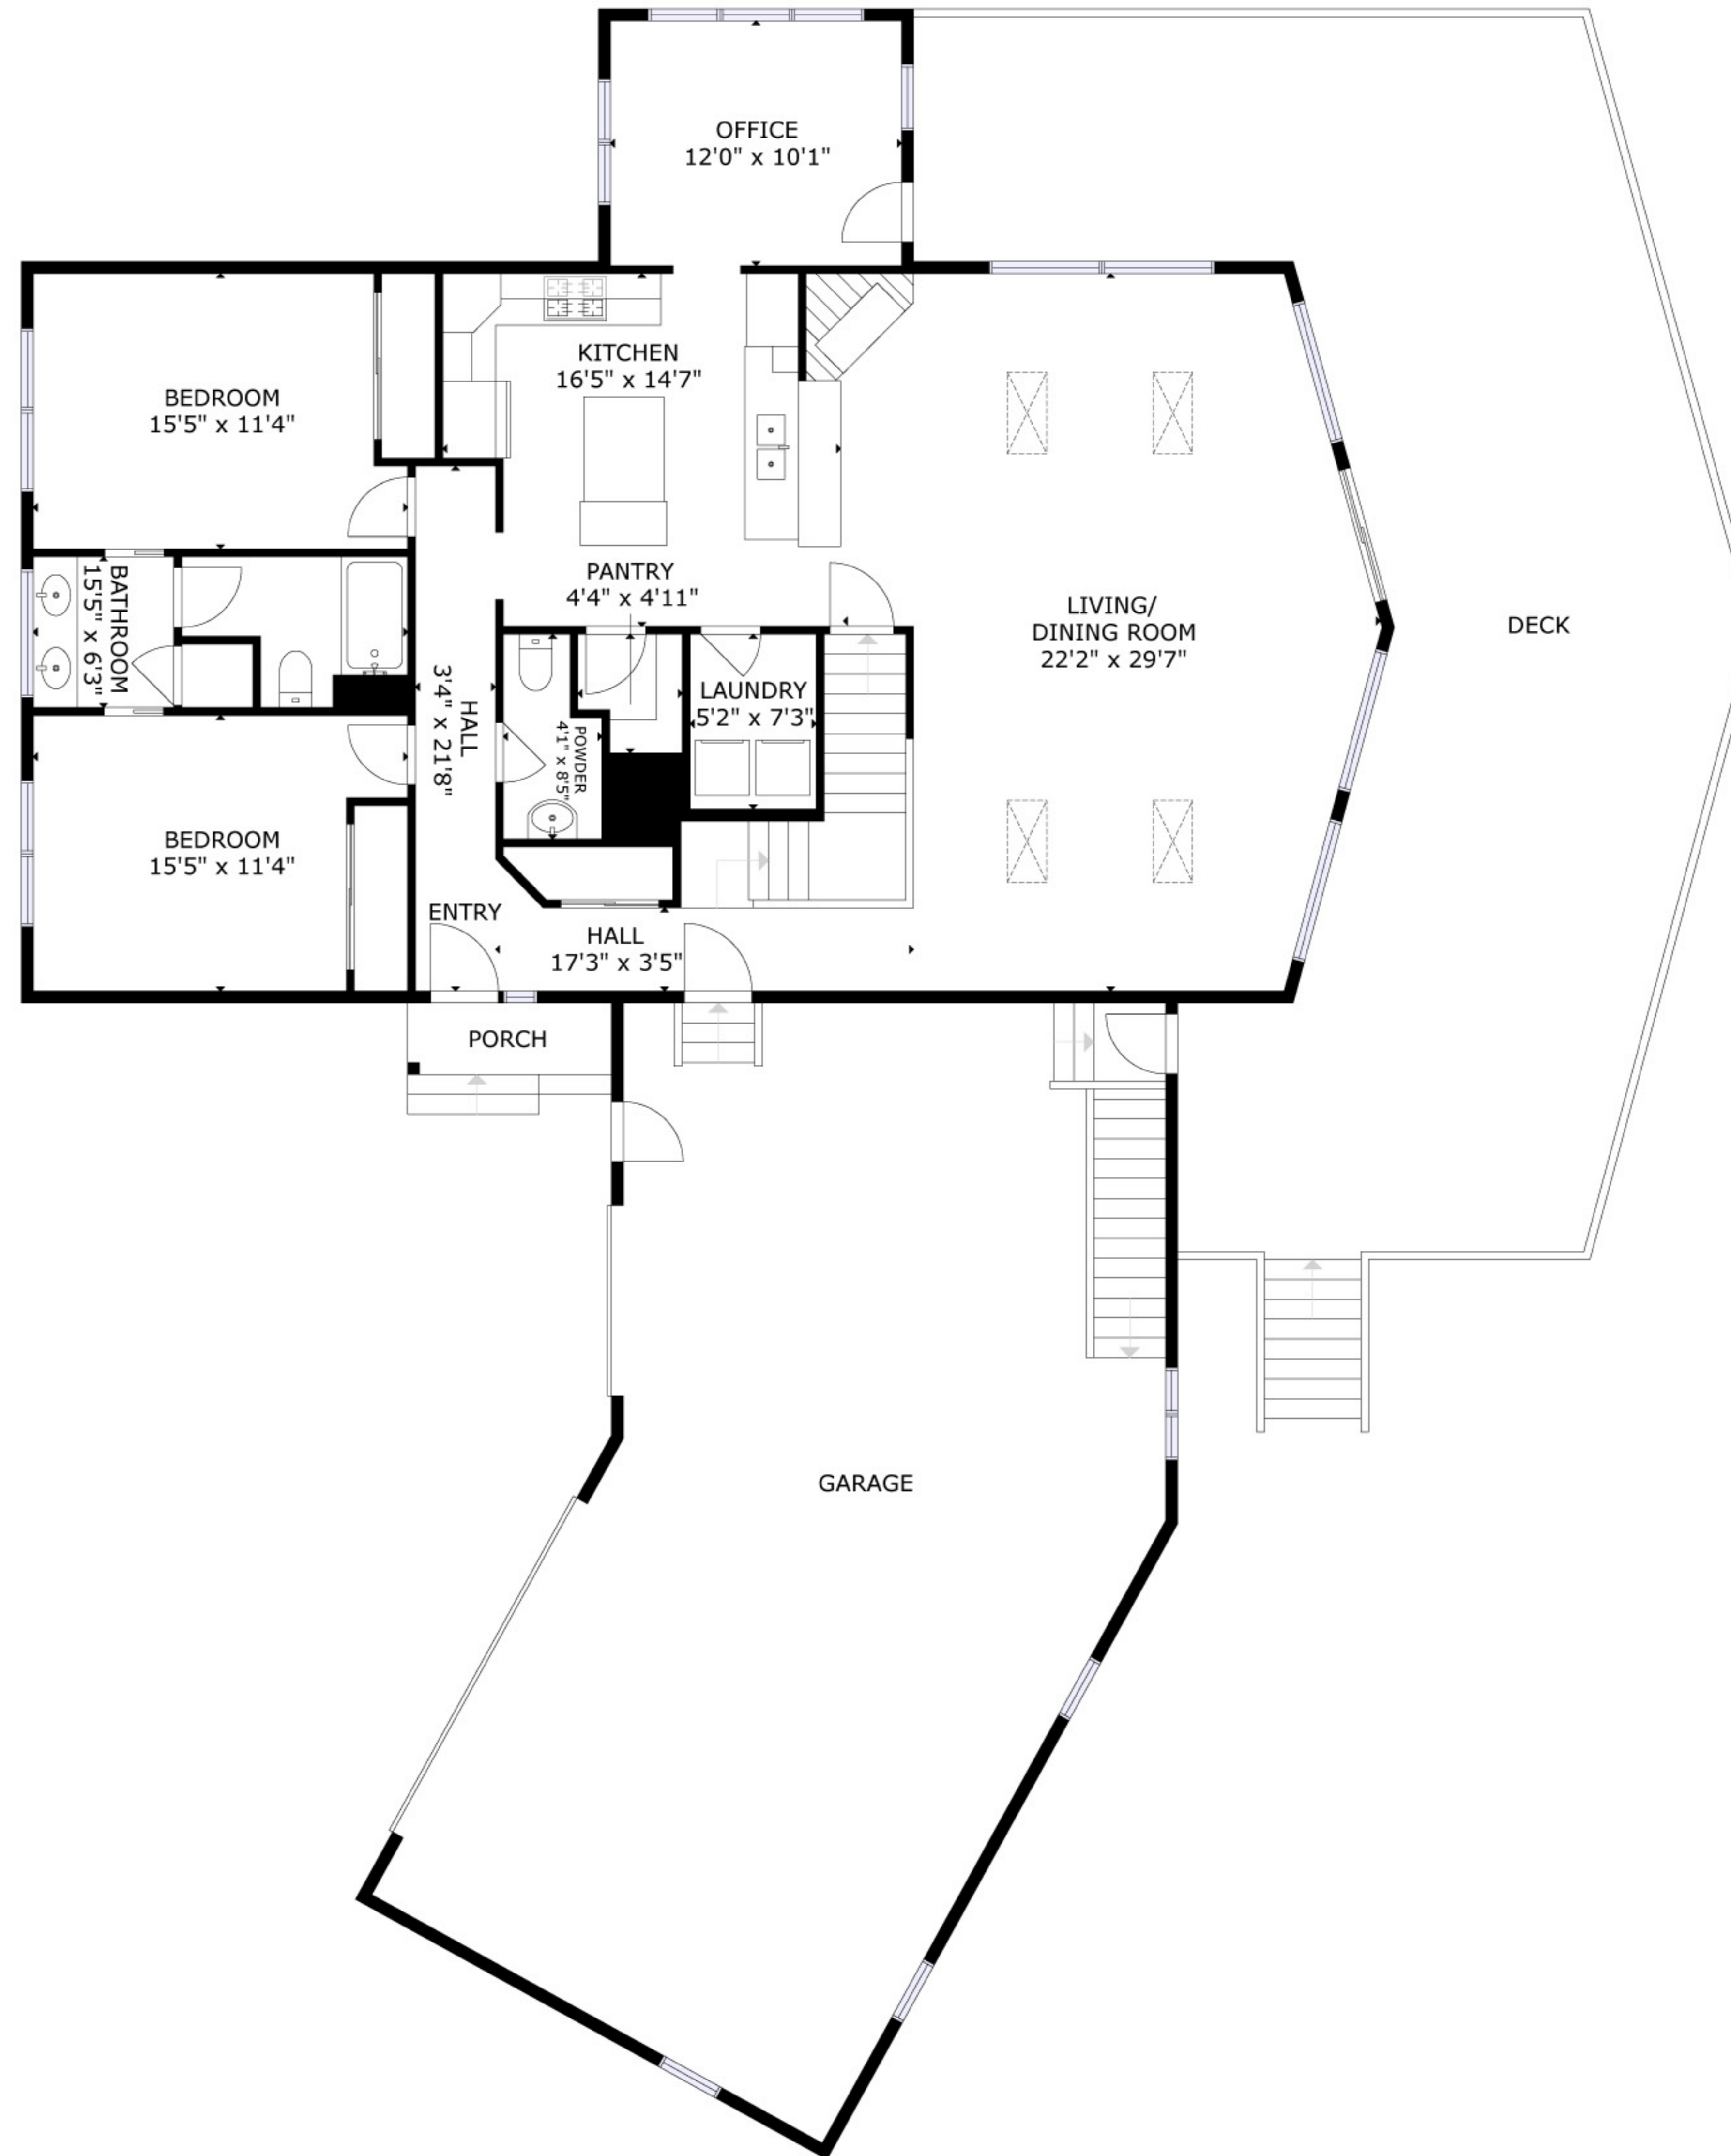 OFFICE
12'0" x 10'1"
KITCHEN
16'5" x 14'7"
BEDROOM
15'5" x 11'4"
PANTRY
4'4" x 4'11"
LIVING/
DINING ROOM
22'2" x 29'7"
DECK
BATHROOM
15'5" x 6'3"
HALL
3'4" x 21'8"
LAUNDRY
5'2" x 7'3"
POWDER
4'1" x 8'5"
BEDROOM
15'5" x 11'4"
ENTRY
HALL
17'3" x 3'5"
PORCH
GARAGE